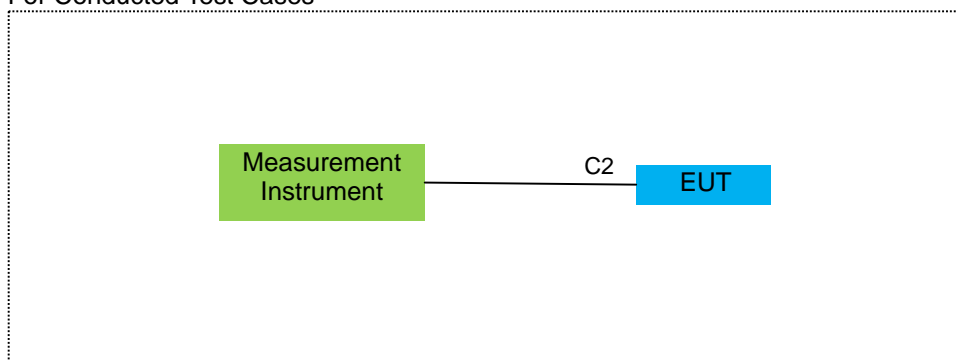 For Conducted Test Cases
Measurement
Instrument
C2
EUT